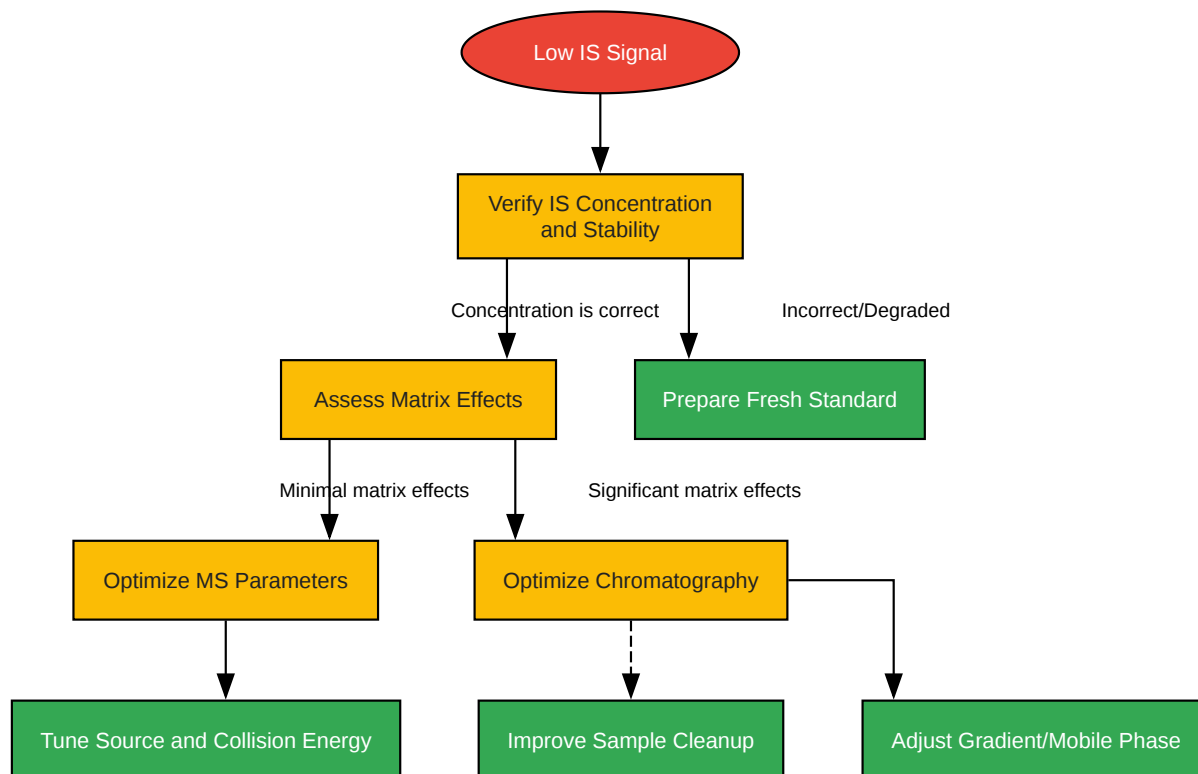 Low IS Signal
Verify IS Concentration
and Stability
Concentration is correct
Incorrect/Degraded
Assess Matrix Effects
Prepare Fresh Standard
Minimal matrix effects
Significant matrix effects
Optimize MS Parameters
Optimize Chromatography
Tune Source and Collision Energy
Improve Sample Cleanup
Adjust Gradient/Mobile Phase